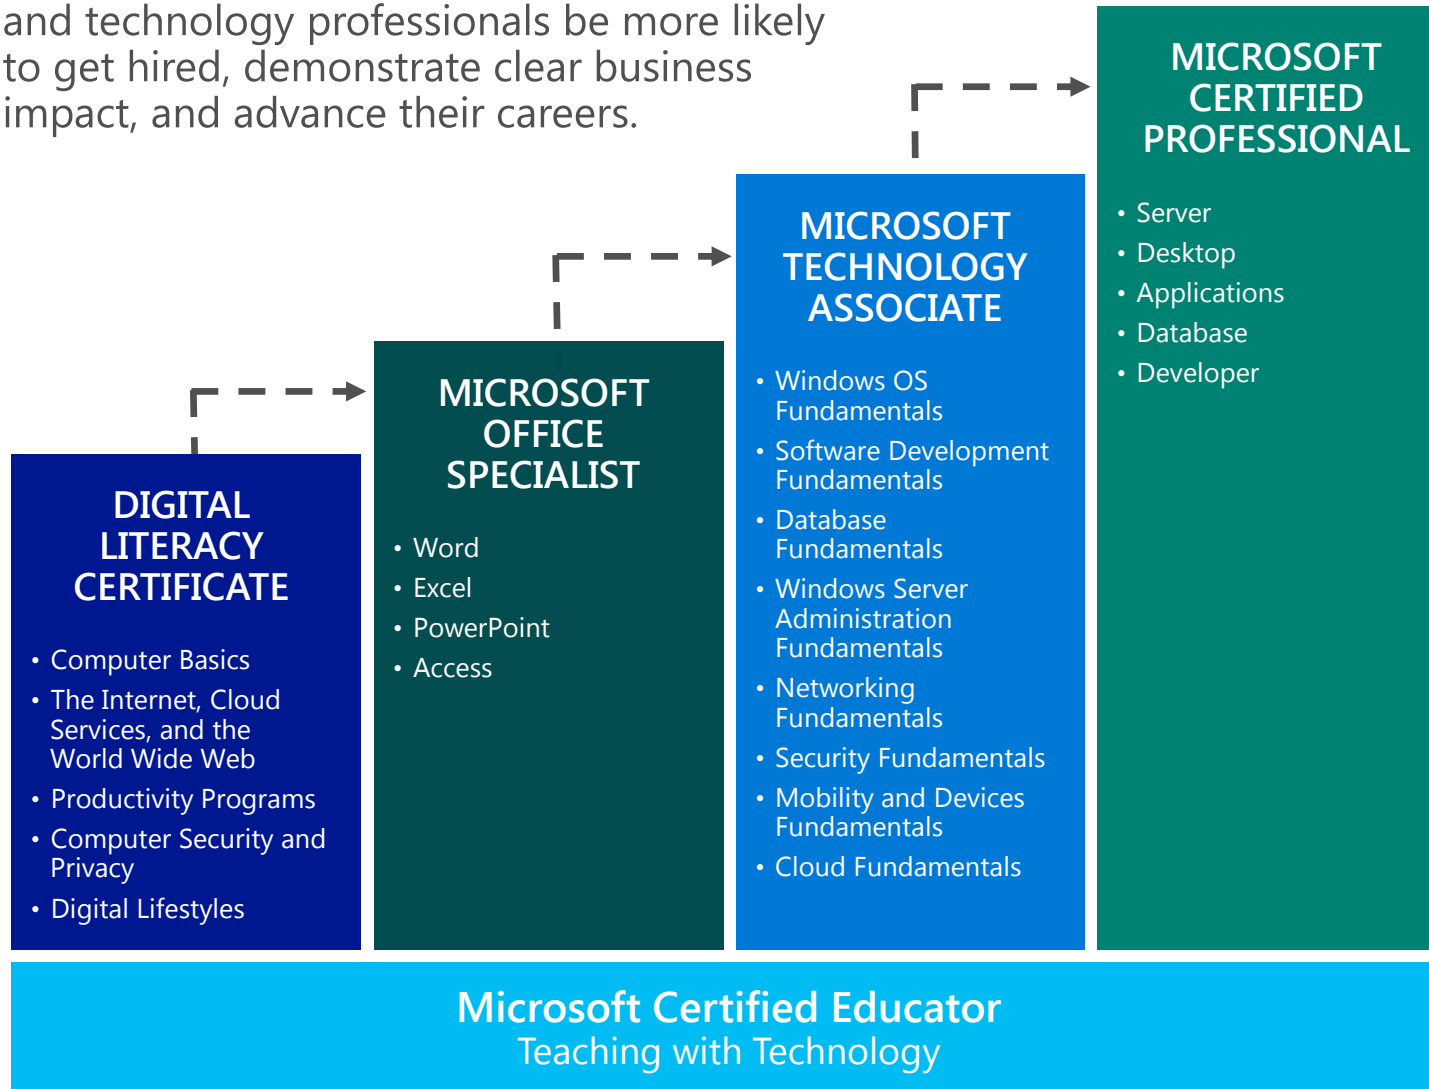 and technology professionals be more likely
to get hired, demonstrate clear business
impact, and advance their careers.
DIGITAL
LITERACY
CERTIFICATE
• Computer Basics
• The Internet, Cloud
Services, and the
World Wide Web
• Productivity Programs
• Computer Security and
Privacy
• Digital Lifestyles
MICROSOFT
OFFICE
SPECIALIST
• Word
• Excel
• PowerPoint
• Access
MICROSOFT
TECHNOLOGY
ASSOCIATE
• Windows OS
Fundamentals
• Software Development
Fundamentals
• Database
Fundamentals
• Windows Server
Administration
Fundamentals
• Networking
Fundamentals
• Security Fundamentals
• Mobility and Devices
Fundamentals
• Cloud Fundamentals
MICROSOFT
CERTIFIED
PROFESSIONAL
• Server
• Desktop
• Applications
• Database
• Developer
Microsoft Certified Educator
Teaching with Technology